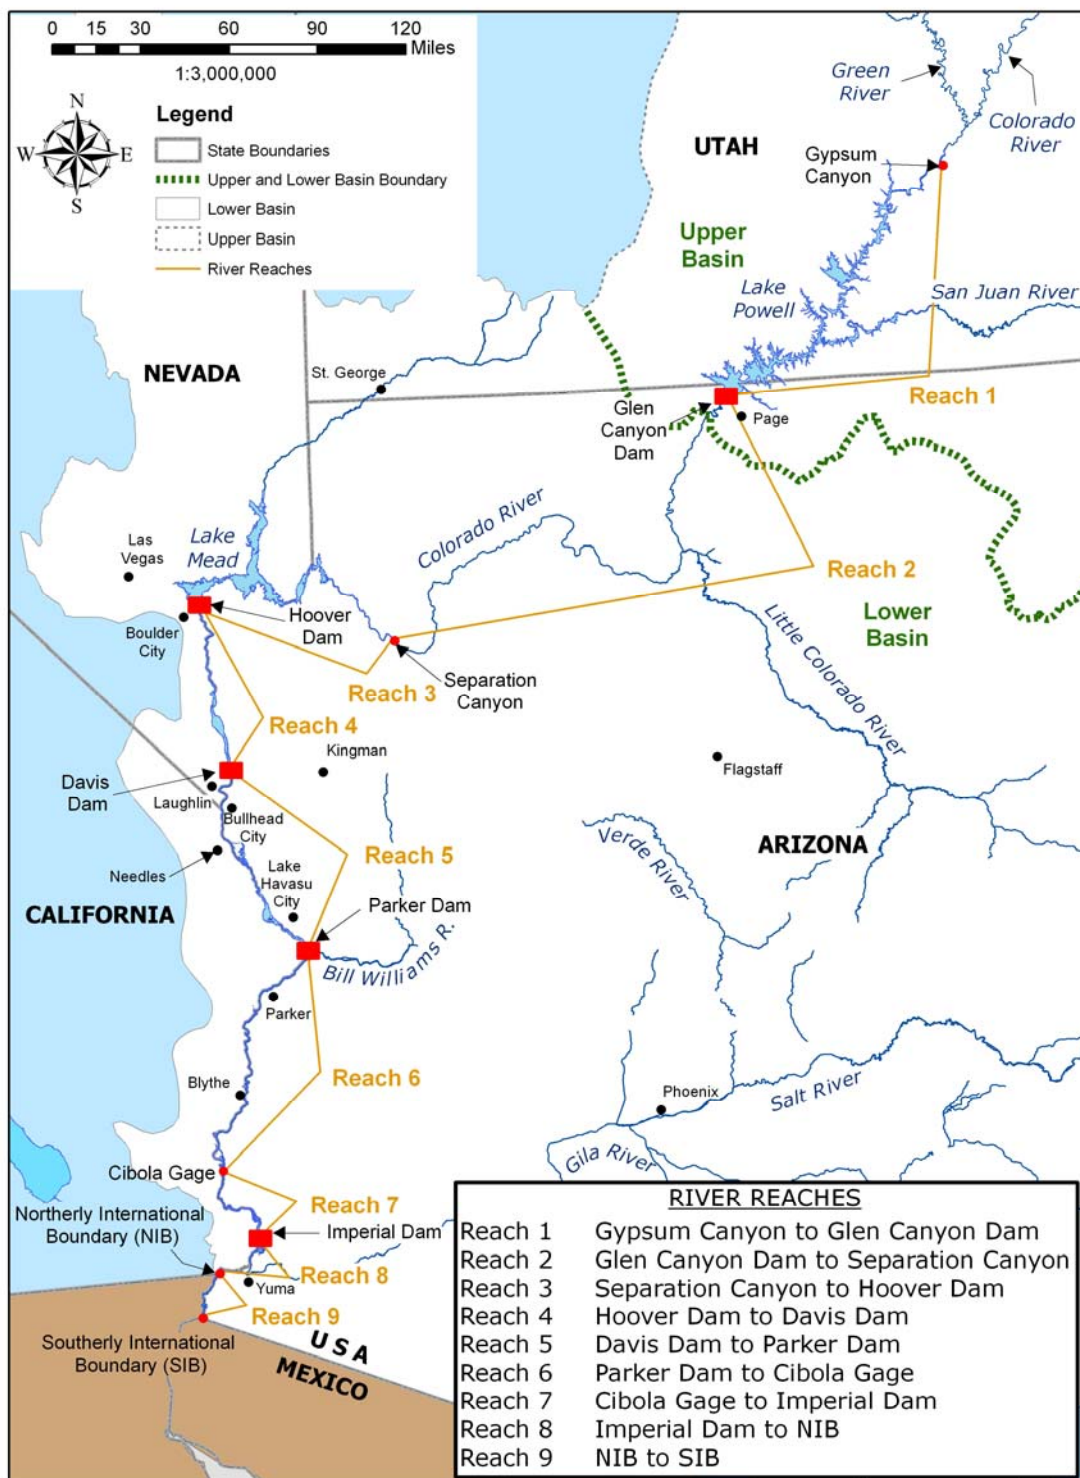 0 15 30 60 90 120
Miles
1:3,000,000
N
W E
S
Legend
State Boundaries
Upper and Lower Basin Boundary
Lower Basin
Upper Basin
River Reaches
Green
River
Colorado
River
UTAH
Gypsum
Canyon
Upper
Basin
Lake
Powell
San Juan River
NEVADA
St. George
Reach 1
Glen
Canyon
Dam
Page
Colorado River
Lake
Mead
Las
Vegas
Reach 2
Lower
Basin
Hoover
Dam
Boulder
City
Little Colorado River
Separation
Canyon
Reach 3
Reach 4
Kingman
Flagstaff
Davis
Dam
Laughlin
Bullhead
City
Verde River
ARIZONA
Reach 5
Needles
Lake
Havasu
City
CALIFORNIA
Parker Dam
Bill Williams R.
Parker
Reach 6
Blythe
Phoenix
Salt River
Gila River
Cibola Gage
Reach 7
Northerly International
Boundary (NIB)
Imperial Dam
Reach 8
Yuma
Reach 9
Southerly International
Boundary (SIB)
USA
MEXICO
RIVER REACHES
Reach 1 Gypsum Canyon to Glen Canyon Dam
Reach 2 Glen Canyon Dam to Separation Canyon
Reach 3 Separation Canyon to Hoover Dam
Reach 4 Hoover Dam to Davis Dam
Reach 5 Davis Dam to Parker Dam
Reach 6 Parker Dam to Cibola Gage
Reach 7 Cibola Gage to Imperial Dam
Reach 8 Imperial Dam to NIB
Reach 9 NIB to SIB